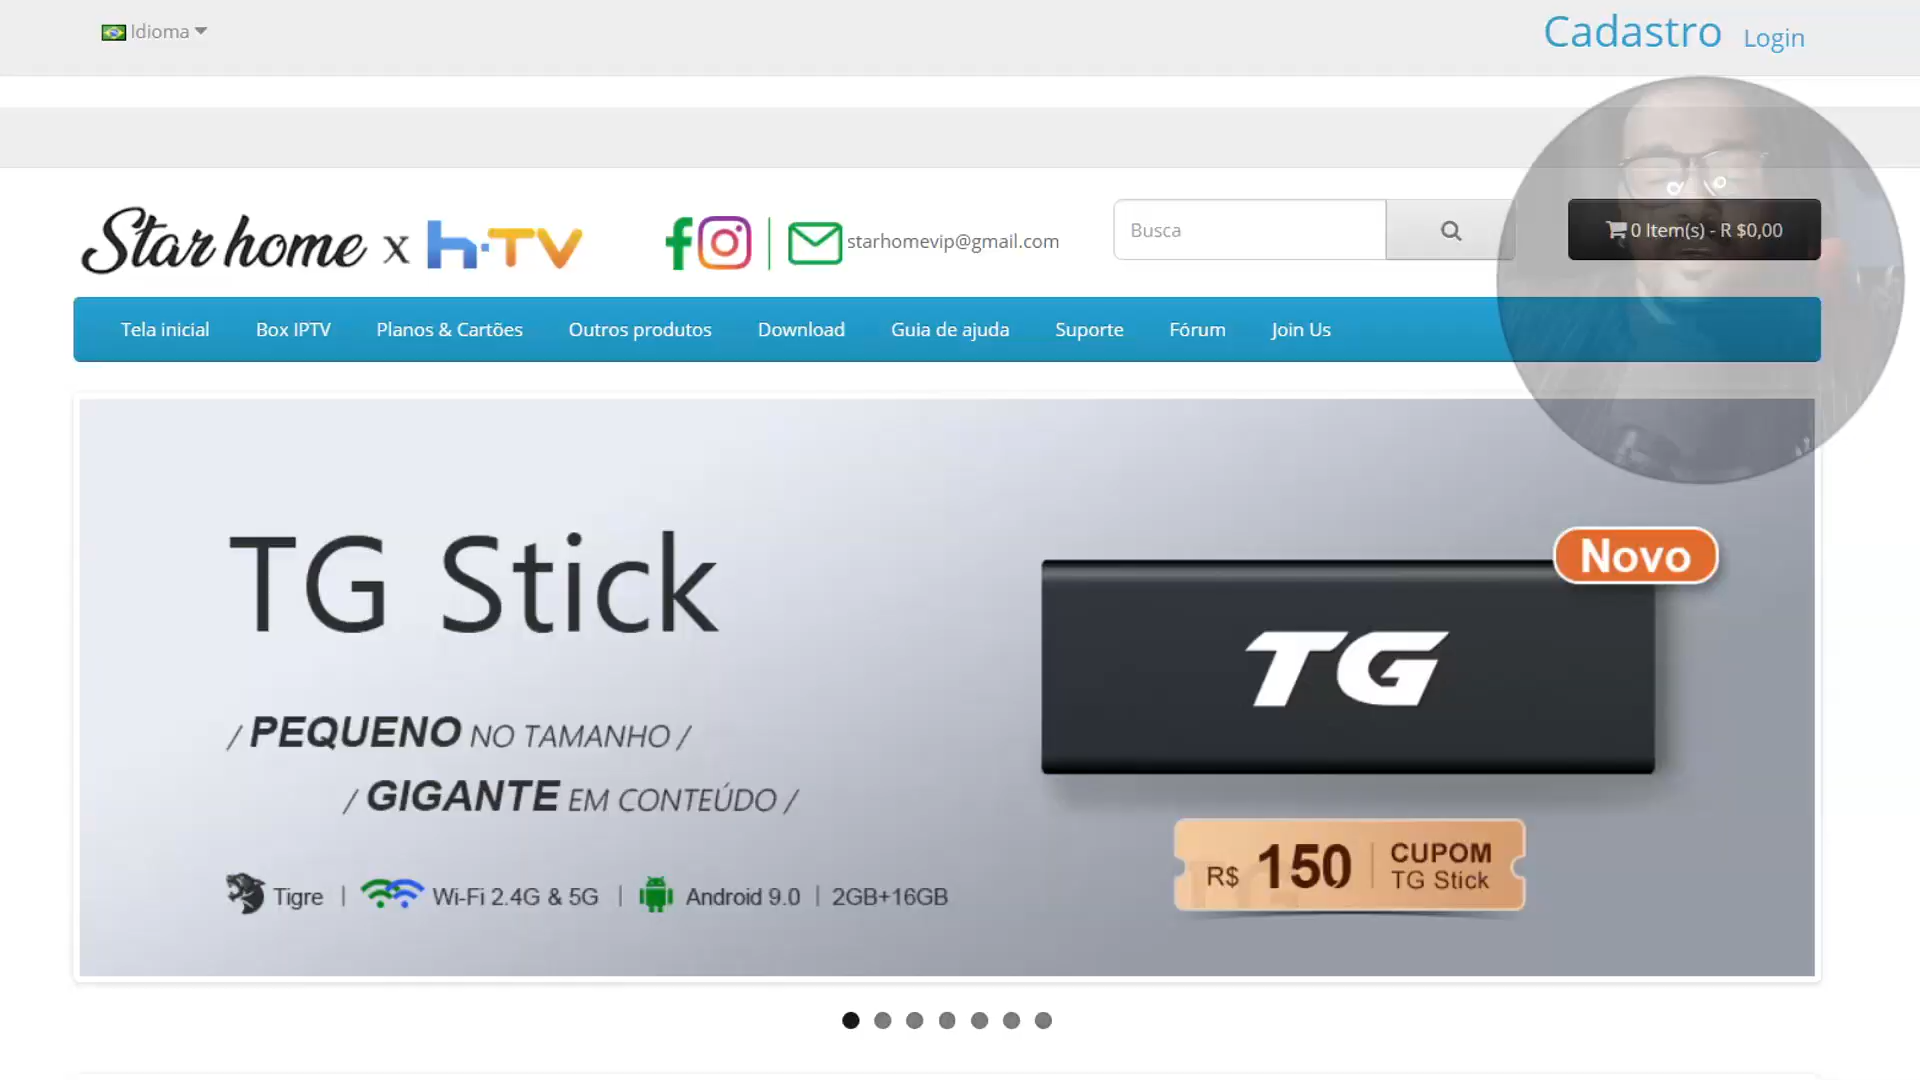 Idioma
Cadastro Login
Star home x h·TV
starhomevip@gmail.com
Busca
0 Item(s) - R $0,00
Tela inicial Box IPTV Planos & Cartões Outros produtos Download Guia de ajuda Suporte Fórum Join Us
TG Stick
Novo
TG
/ PEQUENO NO TAMANHO /
/ GIGANTE EM CONTEÚDO /
R$ 150 CUPOM
TG Stick
Tigre | Wi-Fi 2.4G & 5G | Android 9.0 | 2GB+16GB